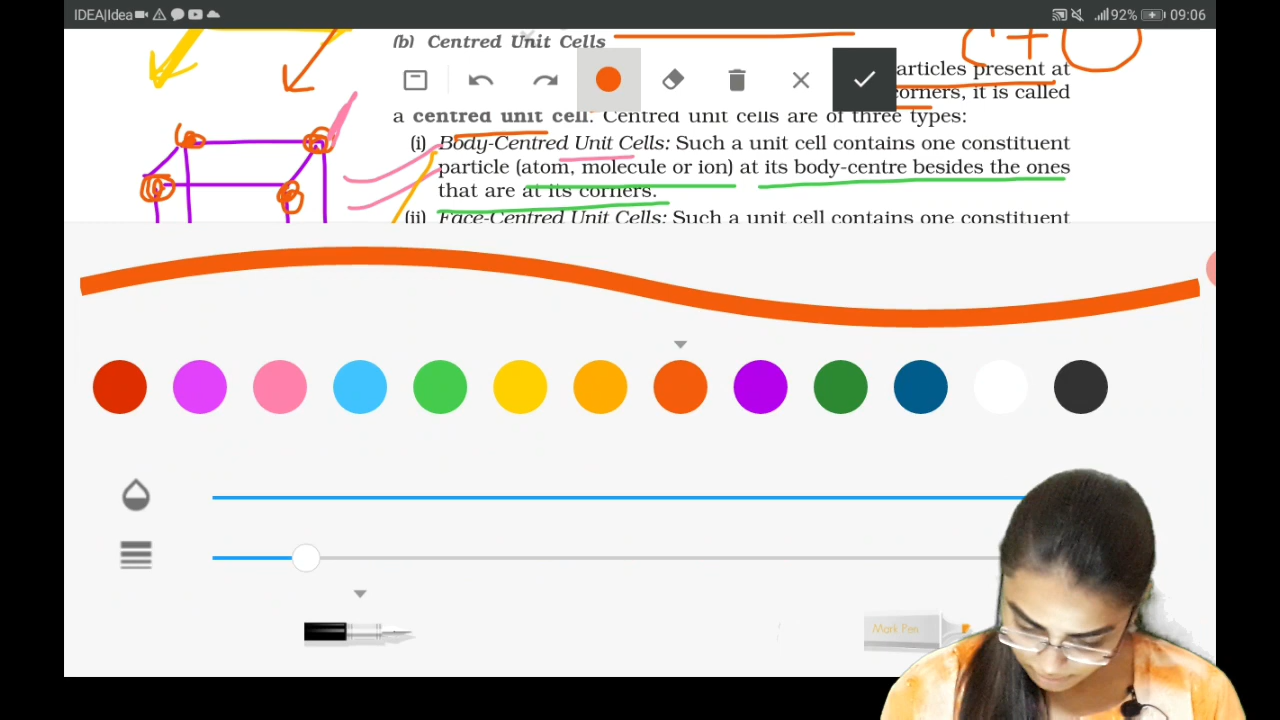 IDEA|Idea 92% 09:06
(b) Centred Unit Cells
articles present at
corners, it is called
a centred unit cell. Centred unit cells are of three types:
(i) Body-Centred Unit Cells: Such a unit cell contains one constituent
particle (atom, molecule or ion) at its body-centre besides the ones
that are at its corners.
(ii) Face-Centred Unit Cells: Such a unit cell contains one constituent
Mark Pen